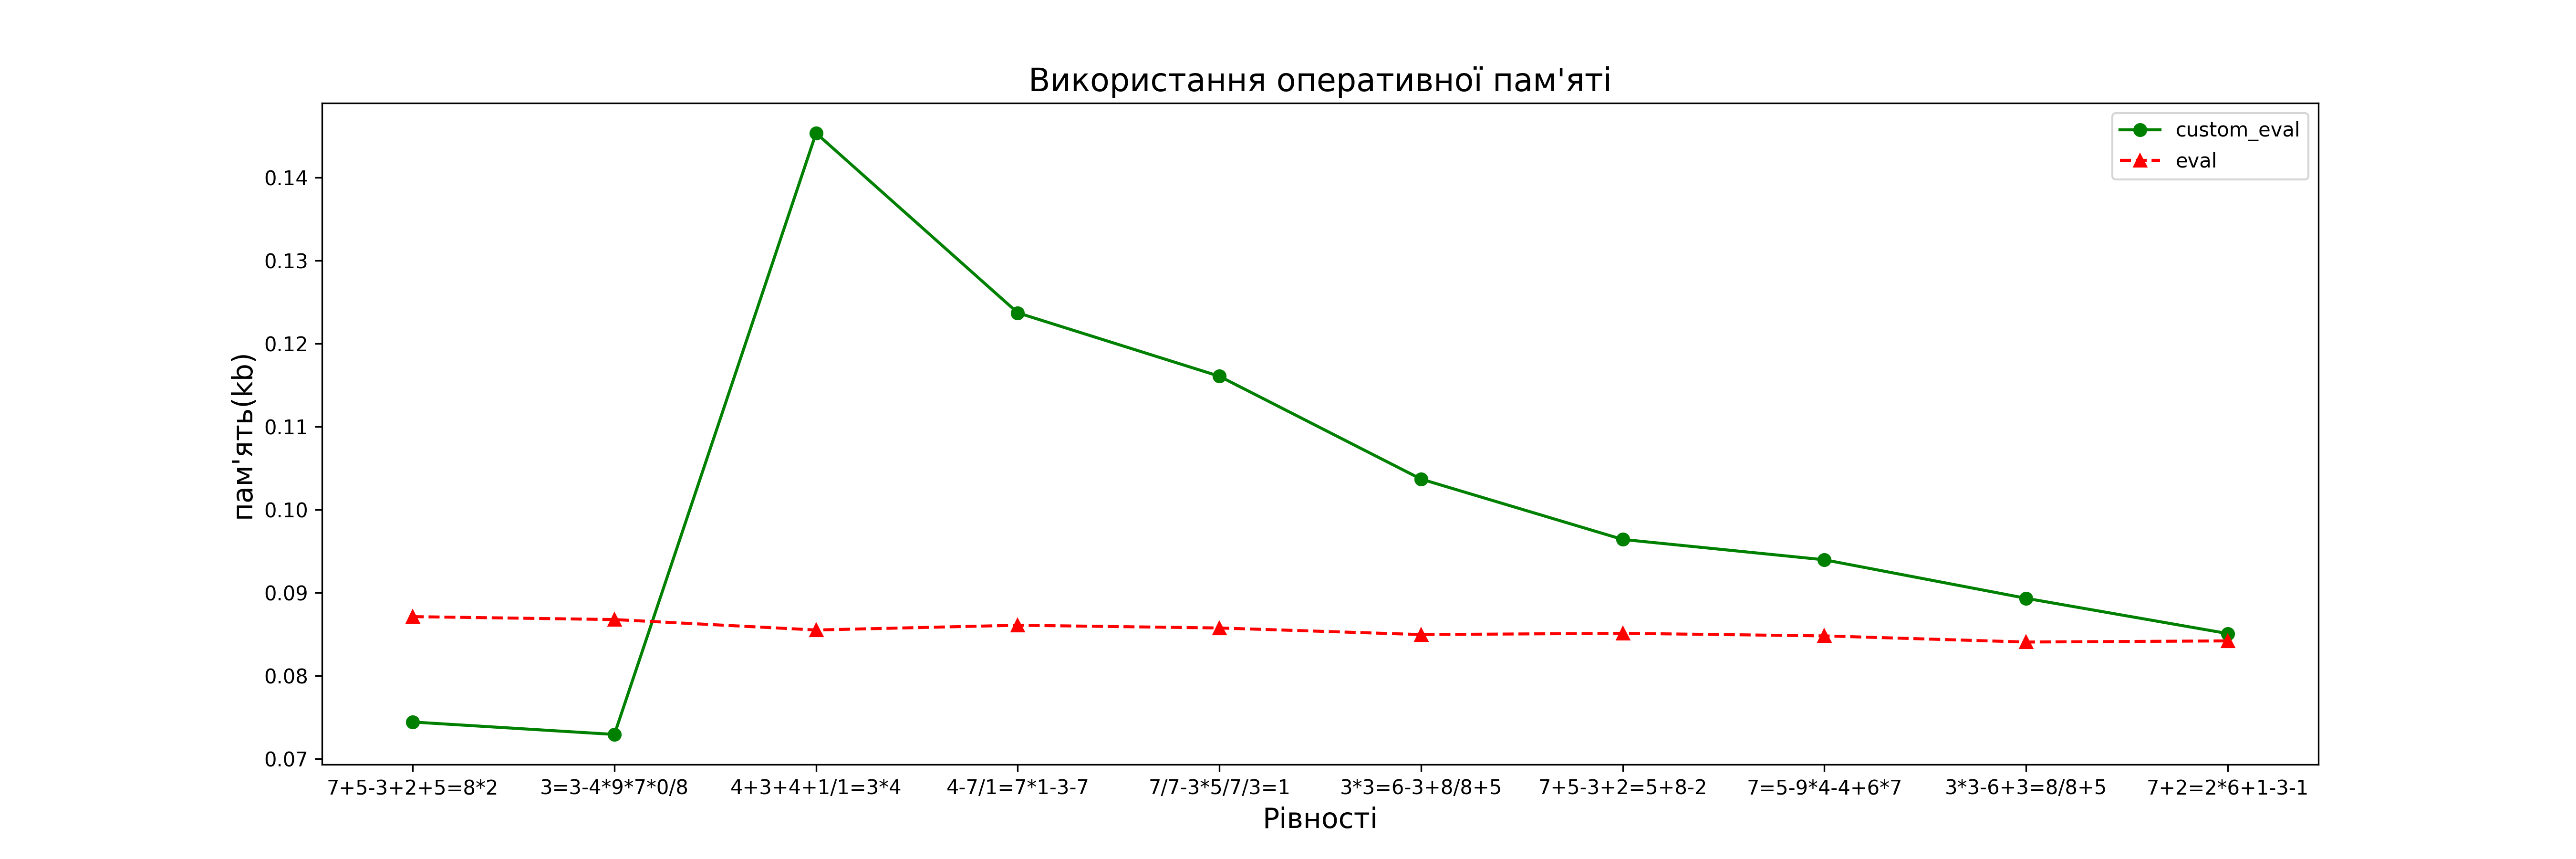 Використання оперативної пам'яті
custom_eval
eval
пам'ять(kb)
0.14
0.13
0.12
0.11
0.10
0.09
0.08
0.07
7+5-3+2+5=8*2 3=3-4*9*7*0/8 4+3+4+1/1=3*4 4-7/1=7*1-3-7 7/7-3*5/7/3=1 3*3=6-3+8/8+5 7+5-3+2=5+8-2 7=5-9*4-4+6*7 3*3-6+3=8/8+5 7+2=2*6+1-3-1
Рівності